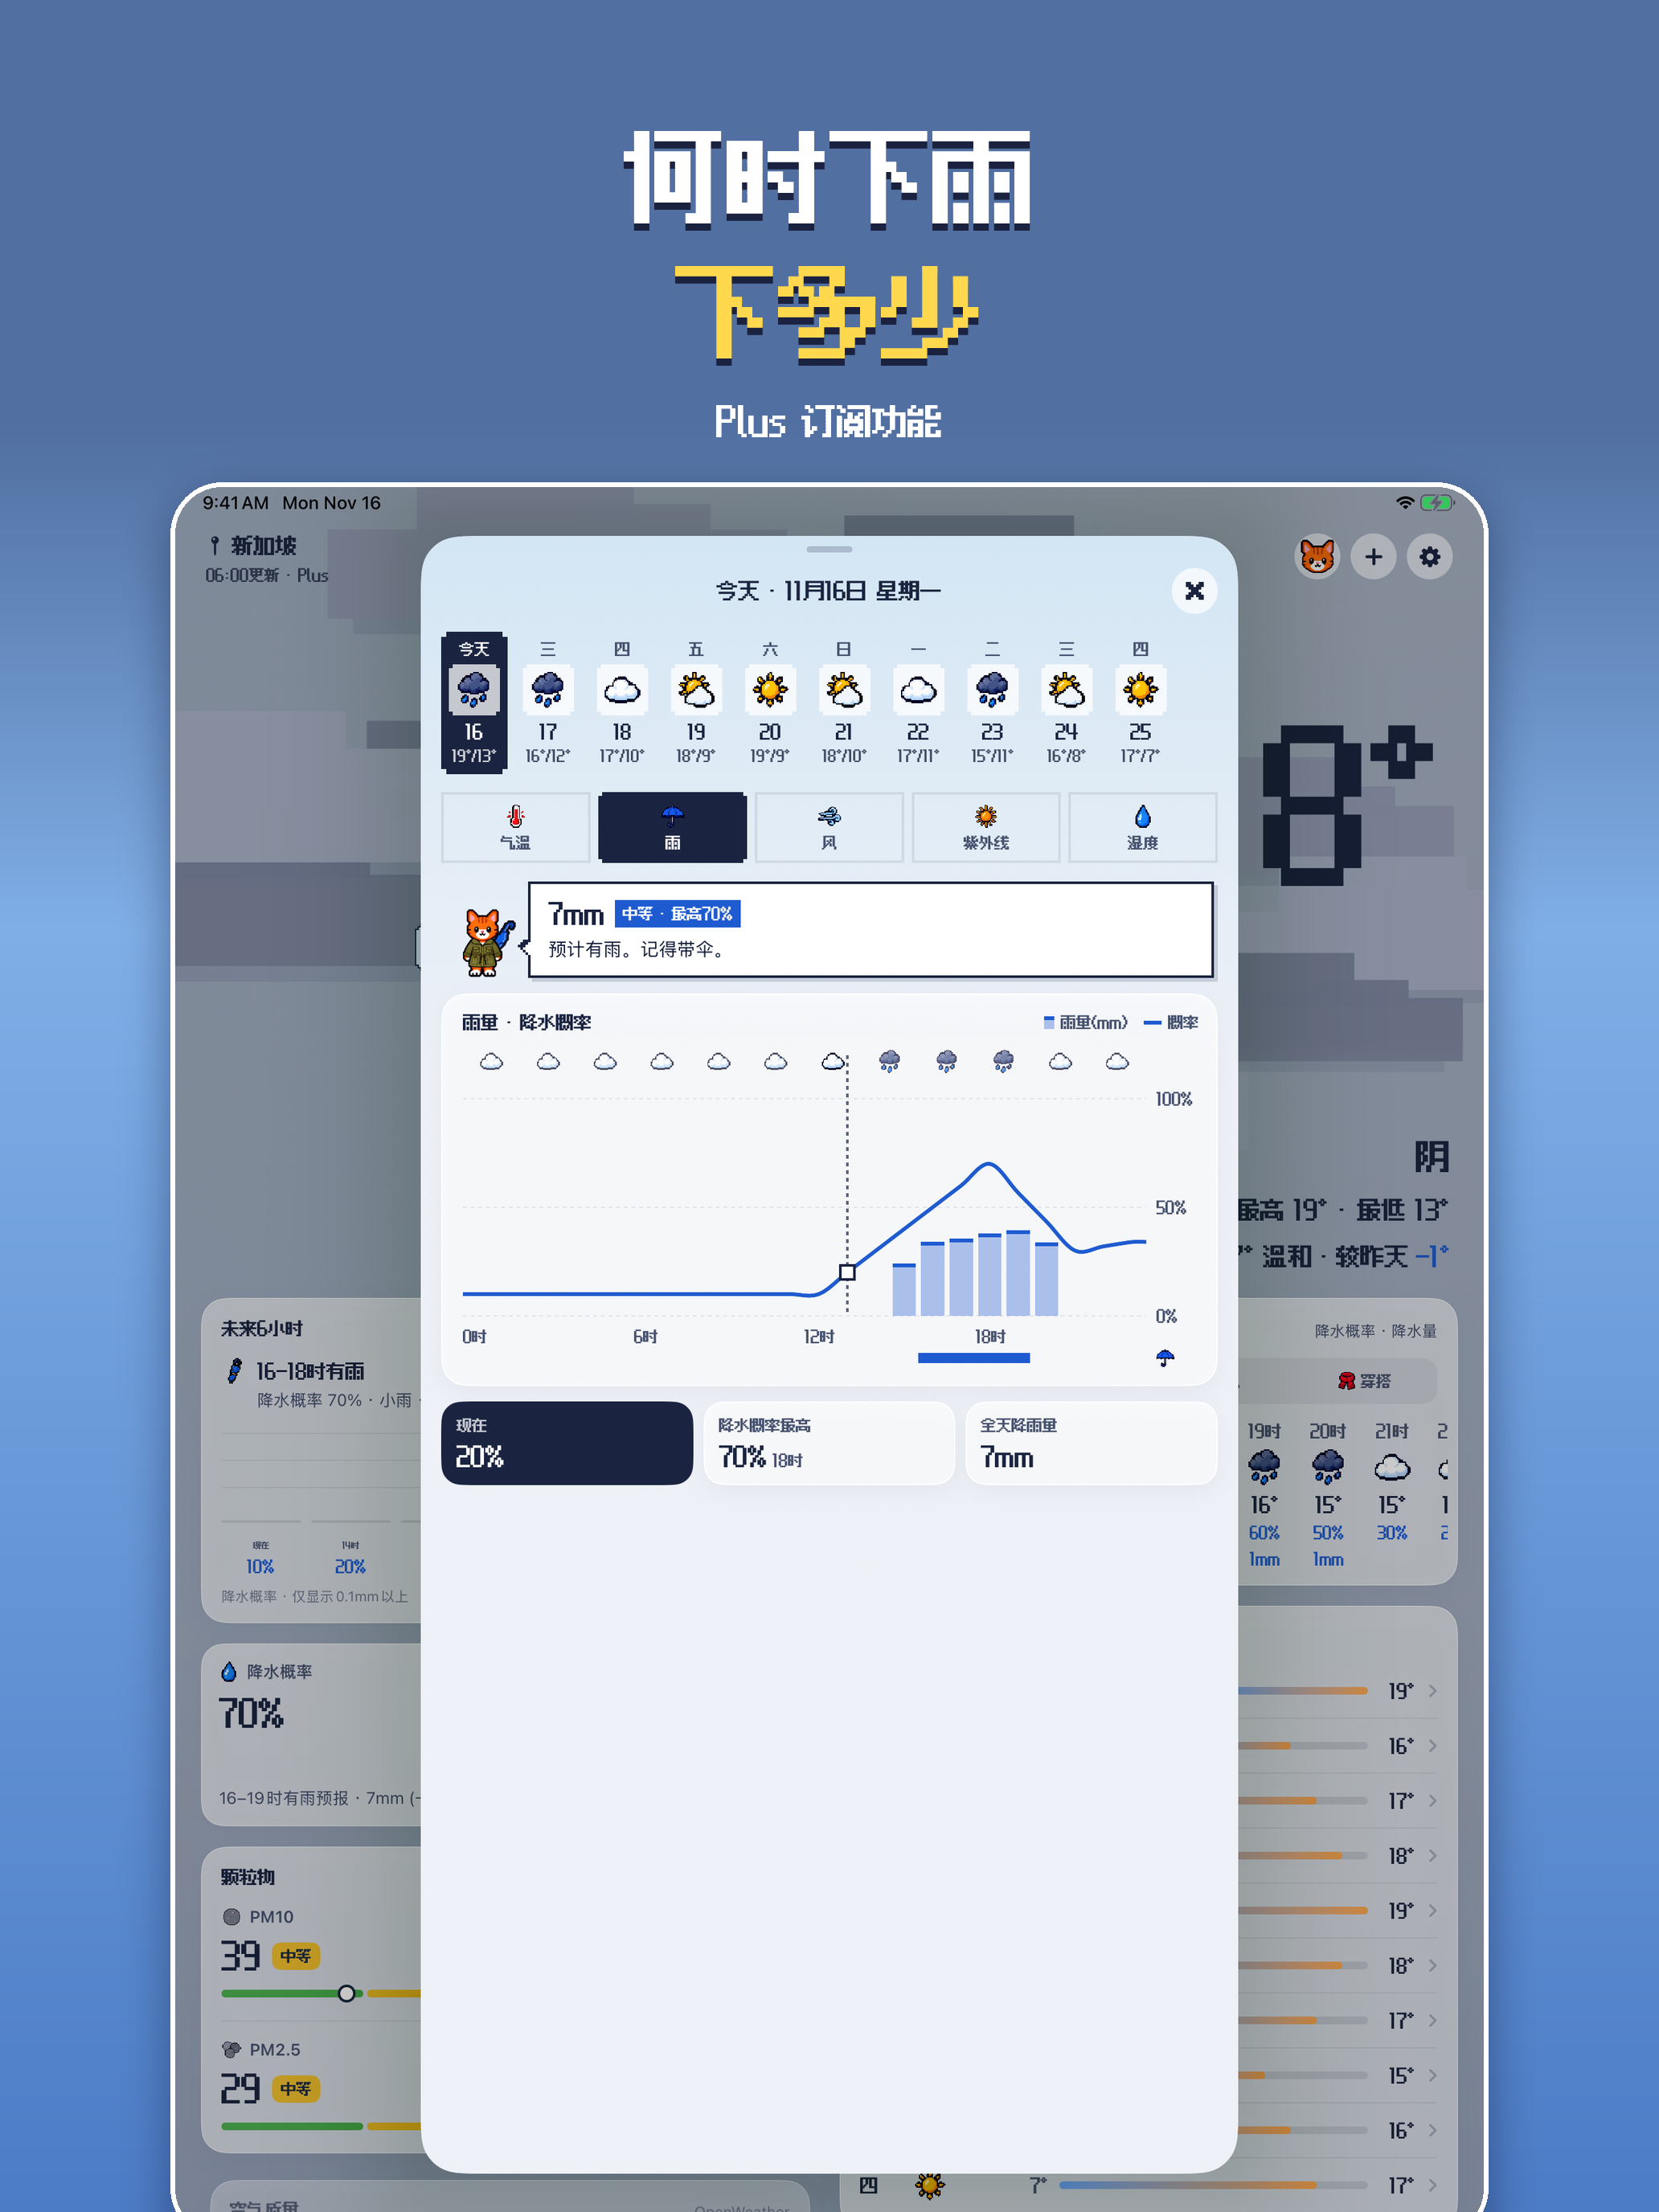 何时下雨
下多少
Plus 订阅功能
9:41 AM Mon Nov 16
新加坡
06:00更新 · Plus
今天 · 11月16日 星期一
今天 三 四 五 六 日 一 二 三 四
16 17 18 19 20 21 22 23 24 25
19°/13° 16°/12° 17°/10° 18°/9° 19°/9° 18°/10° 17°/11° 15°/11° 16°/8° 17°/7°
气温 雨 风 紫外线 湿度
8°
7mm 中等 · 最高70%
预计有雨。记得带伞。
雨量 · 降水概率 雨量(mm) 概率
100%
50%
0%
0时 6时 12时 18时
阴
最高 19° · 最低 13°
温和 · 较昨天 -1°
现在
20%
降水概率最高
70% 18时
全天降雨量
7mm
未来6小时
16-18时有雨
降水概率 70% · 小雨 ·
现在 14时
10% 20%
降水概率 · 仅显示 0.1mm 以上
降水概率 · 降水量
穿搭
19时 20时 21时
16° 15° 15°
60% 50% 30%
1mm 1mm
降水概率
70%
16–19时有雨预报 · 7mm
颗粒物
PM10
39 中等
PM2.5
29 中等
19°
16°
17°
18°
19°
18°
17°
15°
16°
四 7° 17°
空气质量
OpenWeather